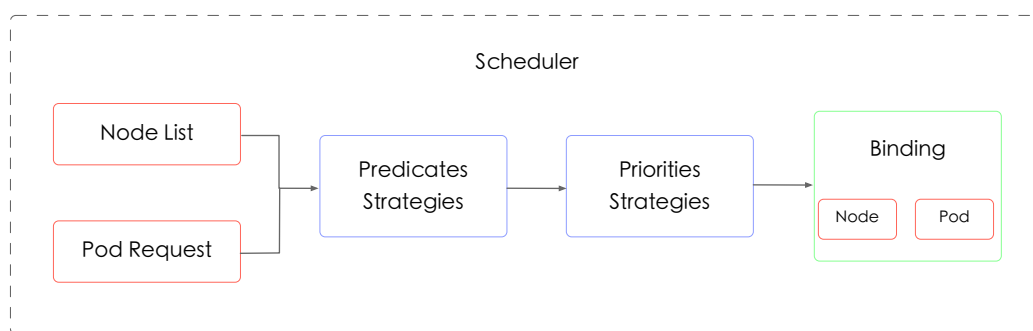 Scheduler
Node List
Pod Request
Predicates
Strategies
Priorities
Strategies
Binding
Node
Pod